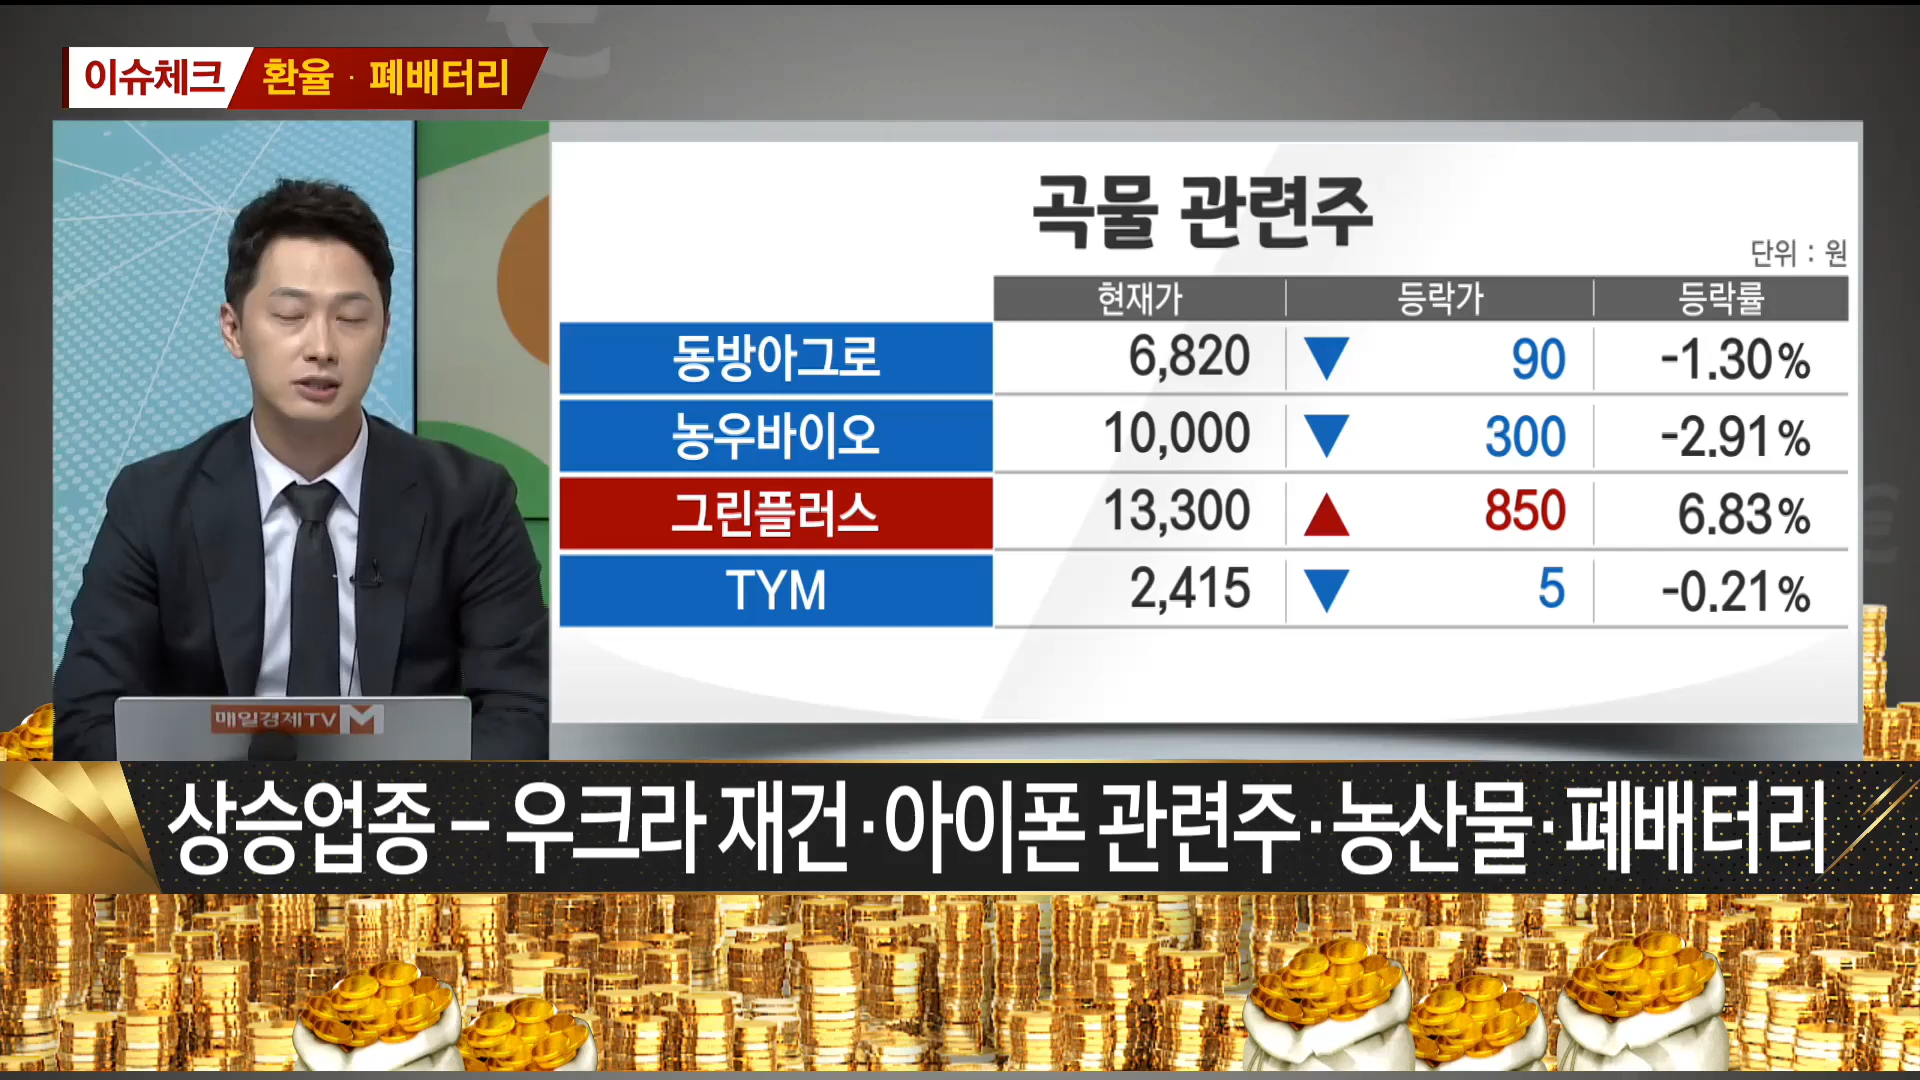 이슈체크 환율 · 폐배터리
곡물 관련주
단위 : 원
현재가 등락가 등락률
동방아그로 6,820 ▼ 90 -1.30%
농우바이오 10,000 ▼ 300 -2.91%
그린플러스 13,300 ▲ 850 6.83%
TYM 2,415 ▼ 5 -0.21%
매일경제TV M
상승업종 - 우크라 재건·아이폰 관련주·농산물·폐배터리